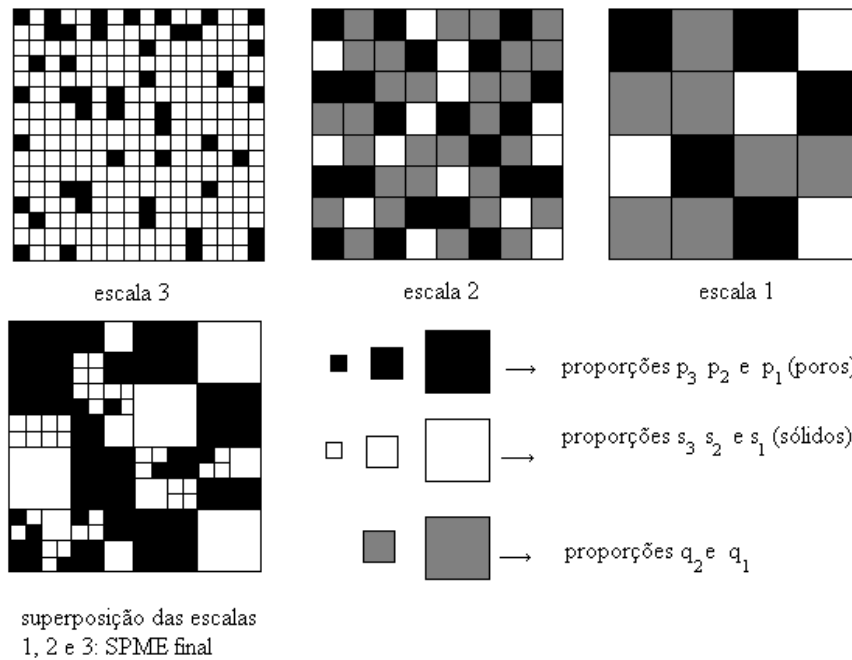 escala 3
escala 2
escala 1
proporções p3 p2 e p1 (poros)
proporções s3 s2 e s1 (sólidos)
proporções q2 e q1
superposição das escalas
1, 2 e 3: SPME final